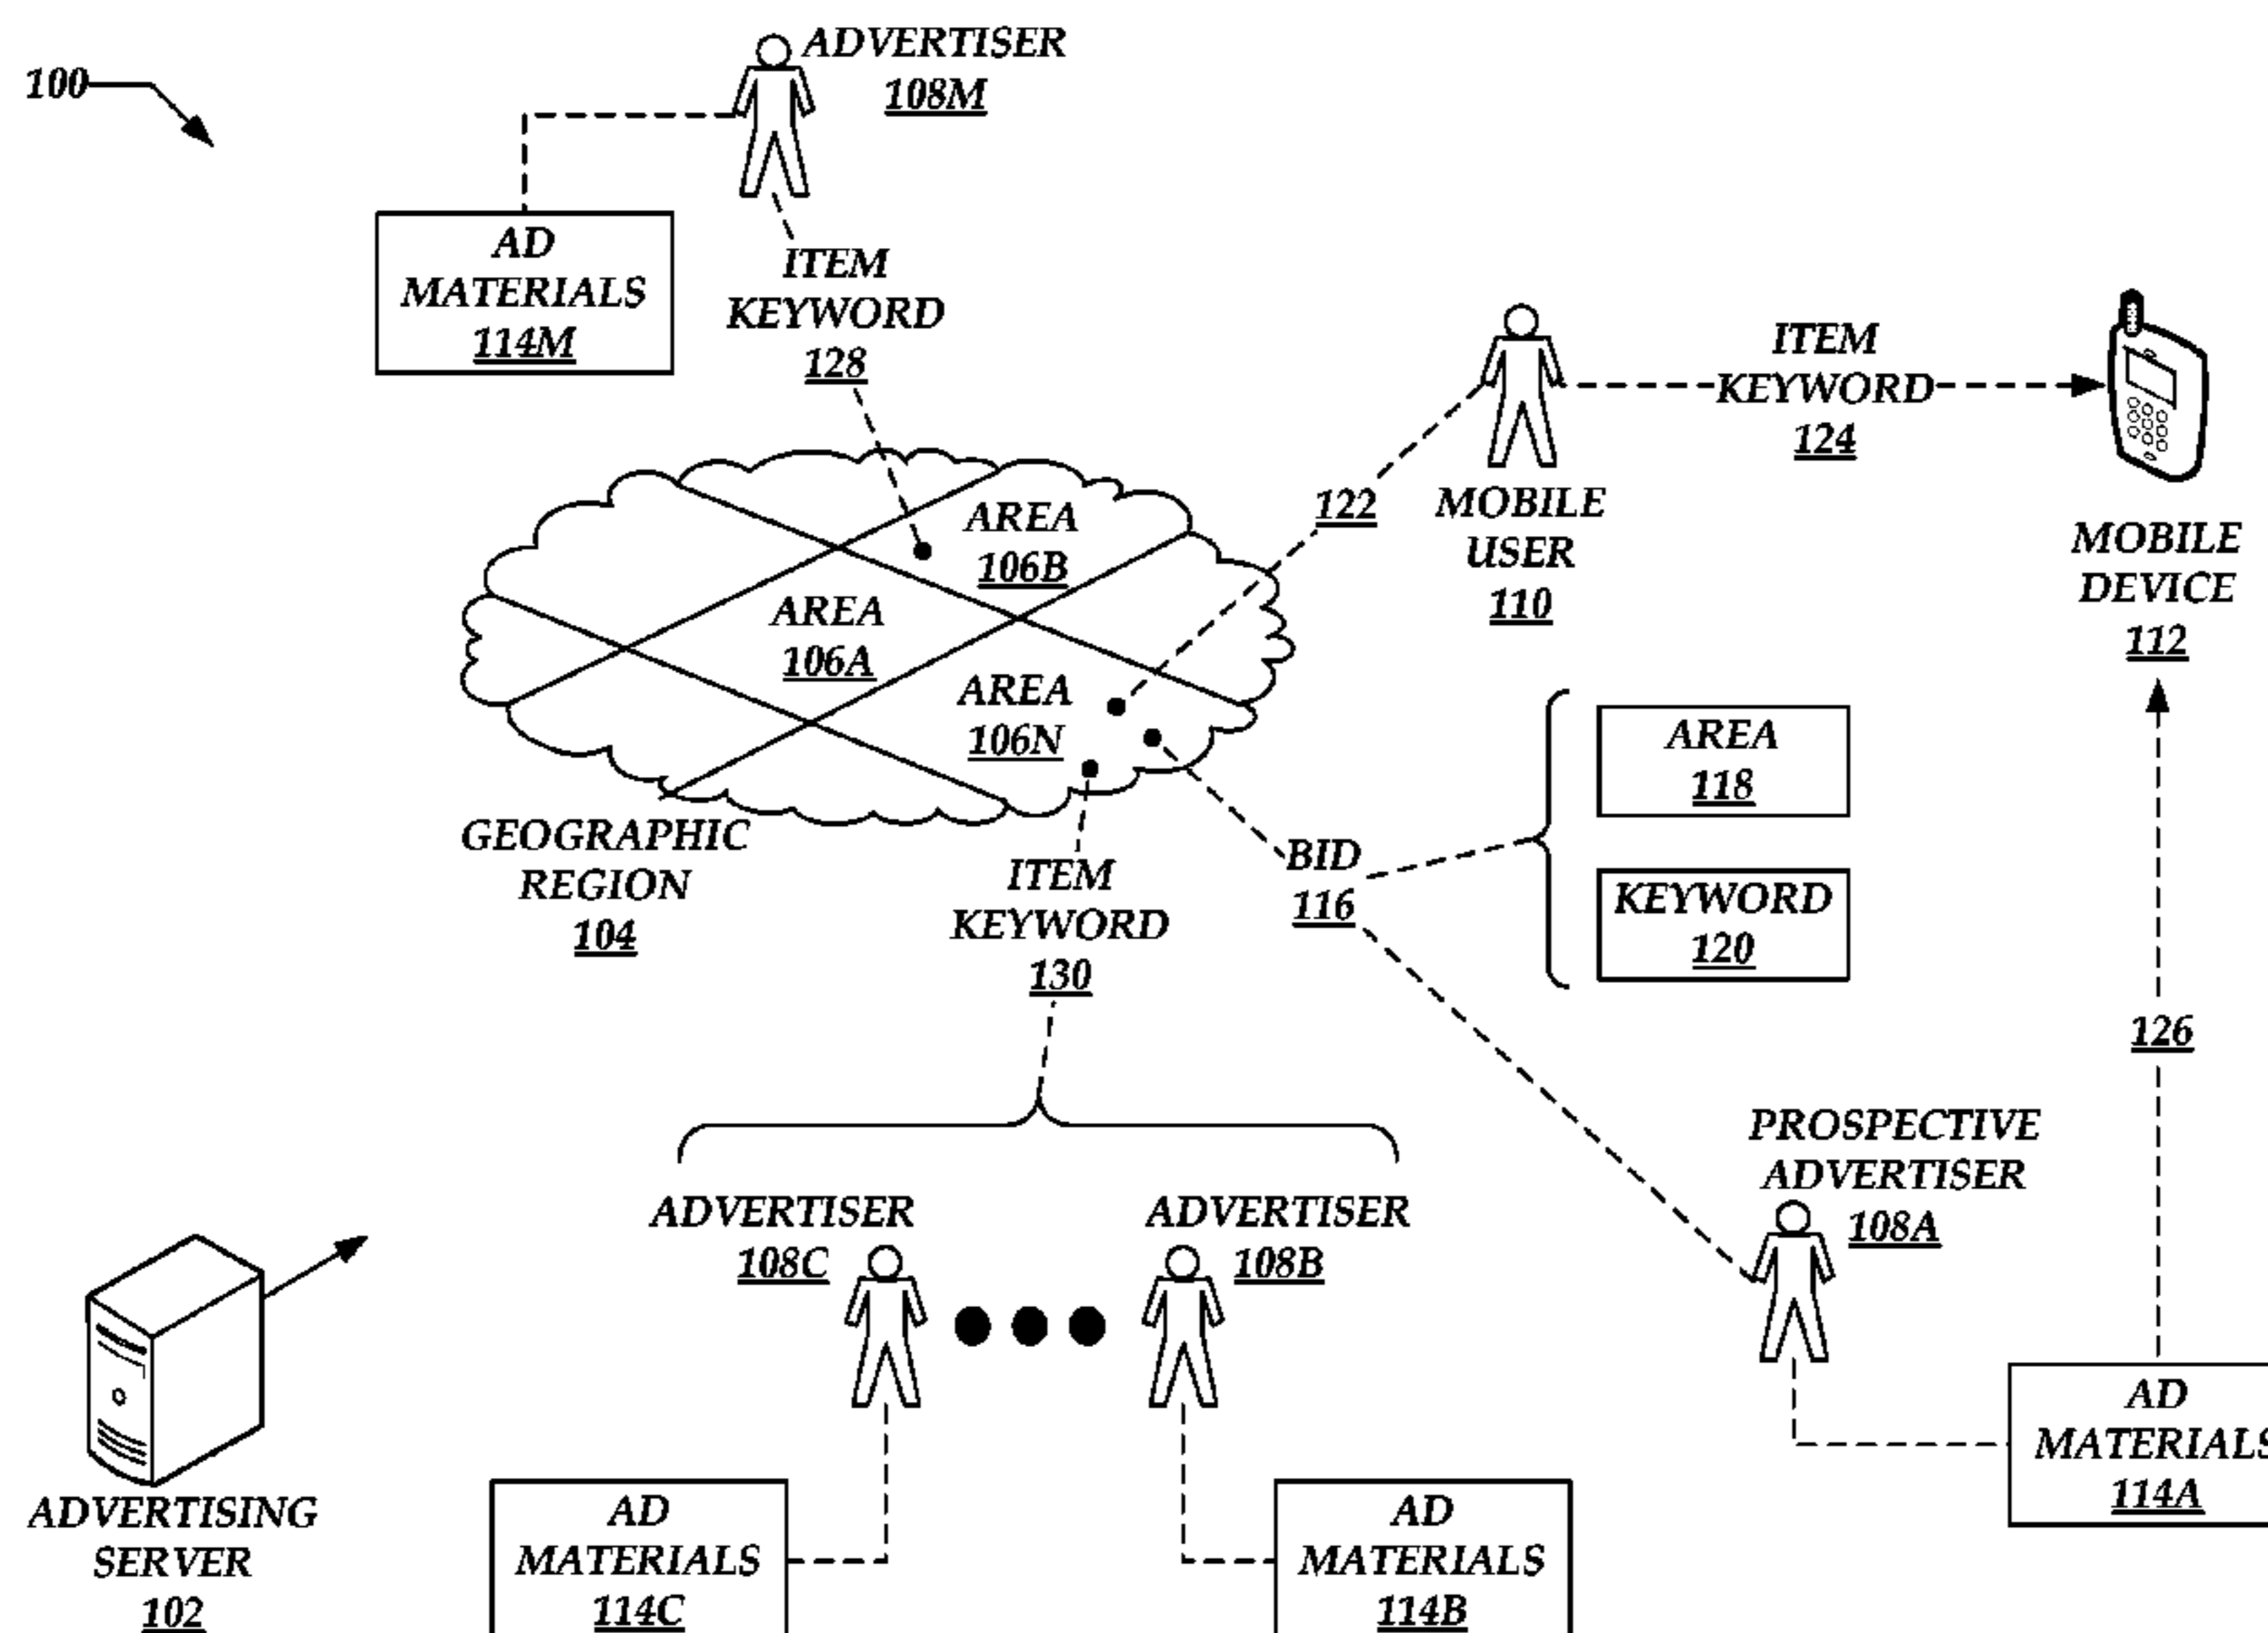 100
ADVERTISER
108M
AD
MATERIALS
114M
ITEM
KEYWORD
128
ITEM
KEYWORD
124
MOBILE
USER
110
122
MOBILE
DEVICE
112
AREA
106B
AREA
106A
AREA
106N
GEOGRAPHIC
REGION
104
ITEM
KEYWORD
130
BID
116
AREA
118
KEYWORD
120
126
PROSPECTIVE
ADVERTISER
108A
ADVERTISER
108C
ADVERTISER
108B
AD
MATERIALS
114A
ADVERTISING
SERVER
102
AD
MATERIALS
114C
AD
MATERIALS
114B